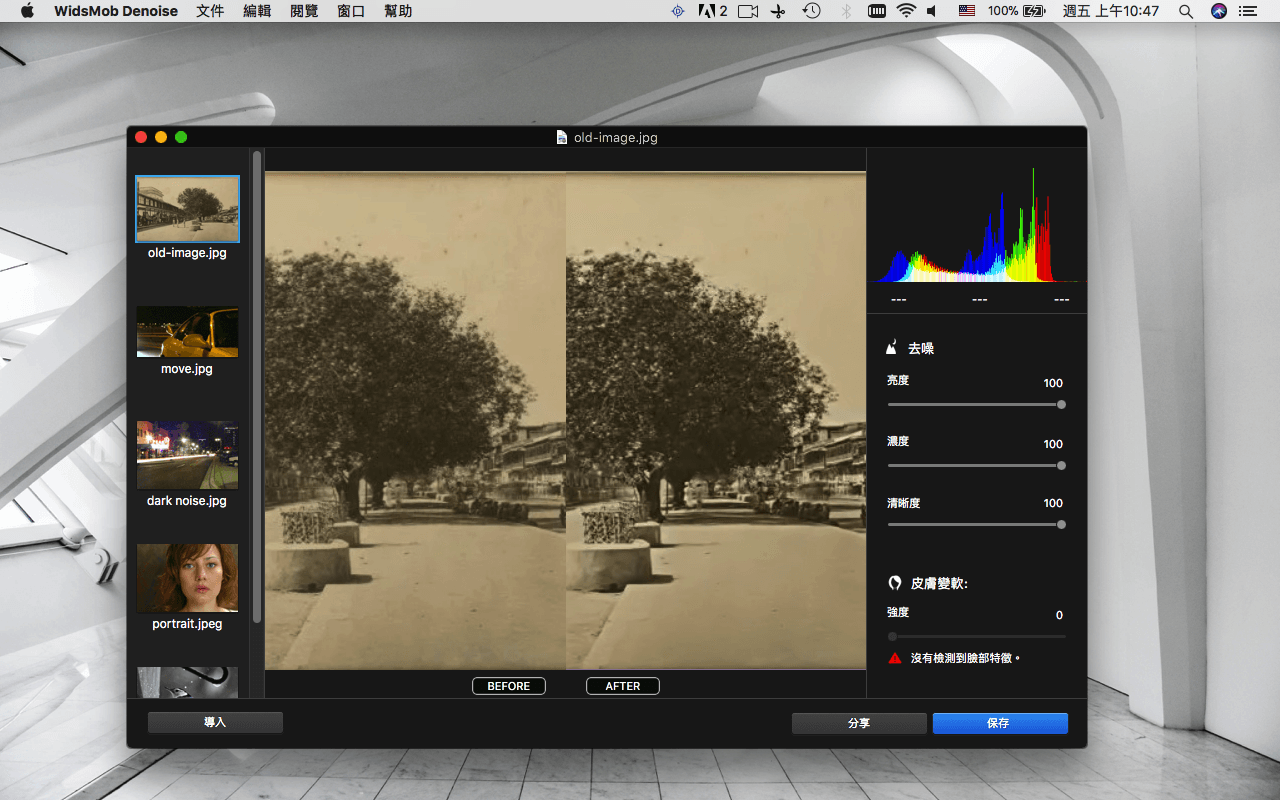 WidsMob Denoise 文件 編輯 閱覽 窗口 幫助 2 100% 週五 上午10:47
old-image.jpg
old-image.jpg
move.jpg
dark noise.jpg
portrait.jpeg
BEFORE AFTER
--- --- ---
去噪
亮度 100
濃度 100
清晰度 100
皮膚變軟:
強度 0
沒有檢測到臉部特徵。
導入 分享 保存